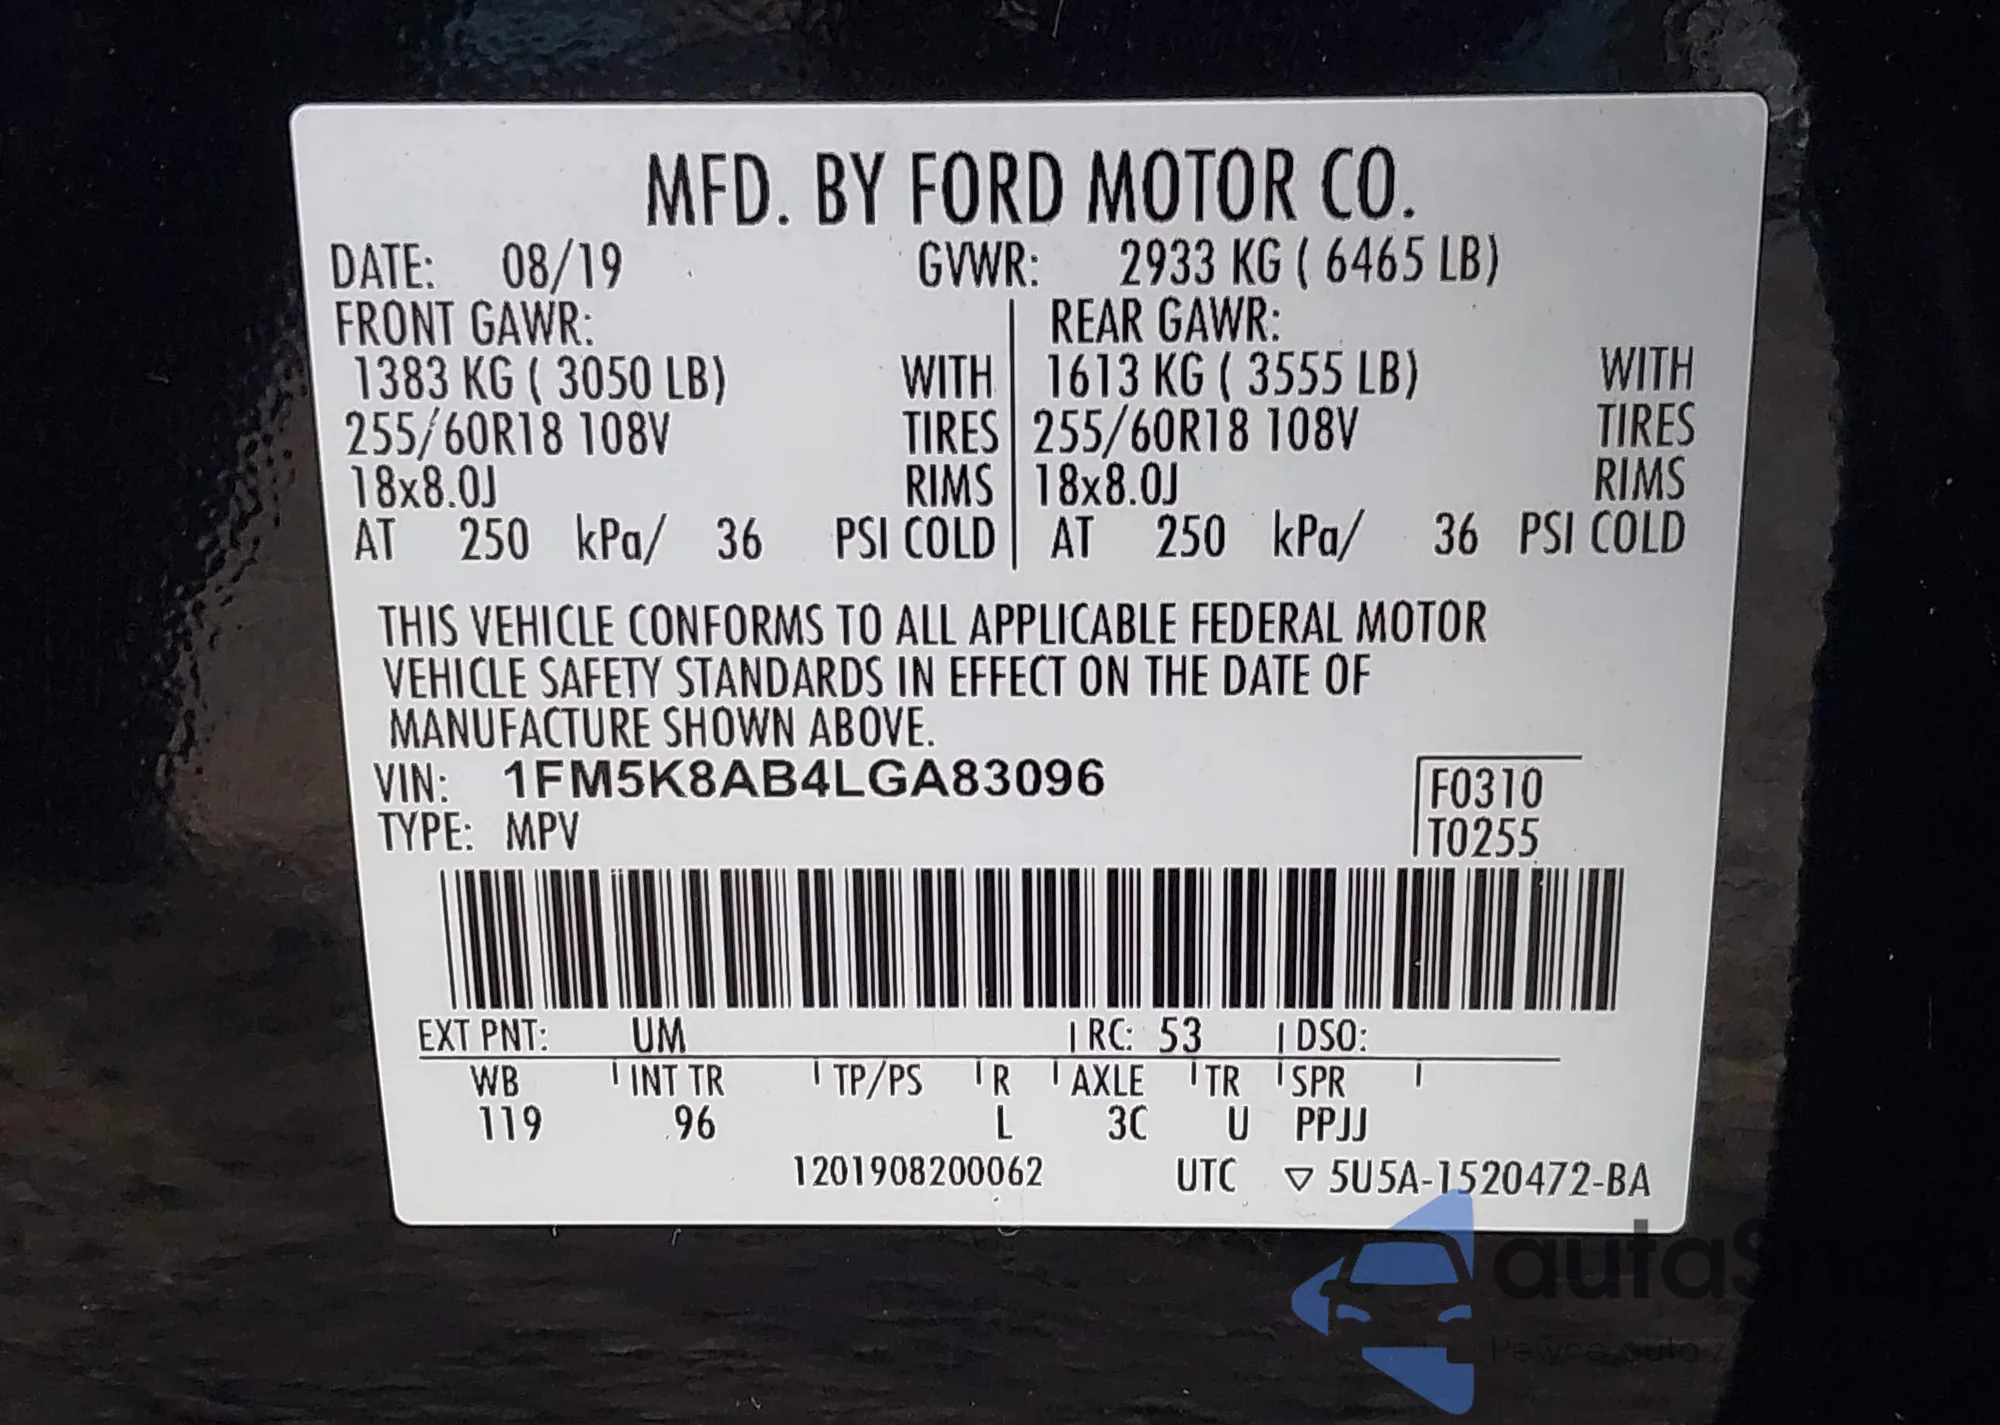 MFD. BY FORD MOTOR CO.
DATE: 08/19 GVWR: 2933 KG ( 6465 LB)
FRONT GAWR: REAR GAWR:
1383 KG ( 3050 LB) WITH 1613 KG ( 3555 LB) WITH
255/60R18 108V TIRES 255/60R18 108V TIRES
18x8.0J RIMS 18x8.0J RIMS
AT 250 kPa/ 36 PSI COLD AT 250 kPa/ 36 PSI COLD
THIS VEHICLE CONFORMS TO ALL APPLICABLE FEDERAL MOTOR
VEHICLE SAFETY STANDARDS IN EFFECT ON THE DATE OF
MANUFACTURE SHOWN ABOVE.
VIN: 1FM5K8AB4LGA83096 F0310
TYPE: MPV T0255
EXT PNT: UM RC: 53 DSO:
WB INT TR TP/PS R AXLE TR SPR
119 96 L 3C U PPJJ
1201908200062 UTC ▽ 5U5A-1520472-BA
Pewne auto z